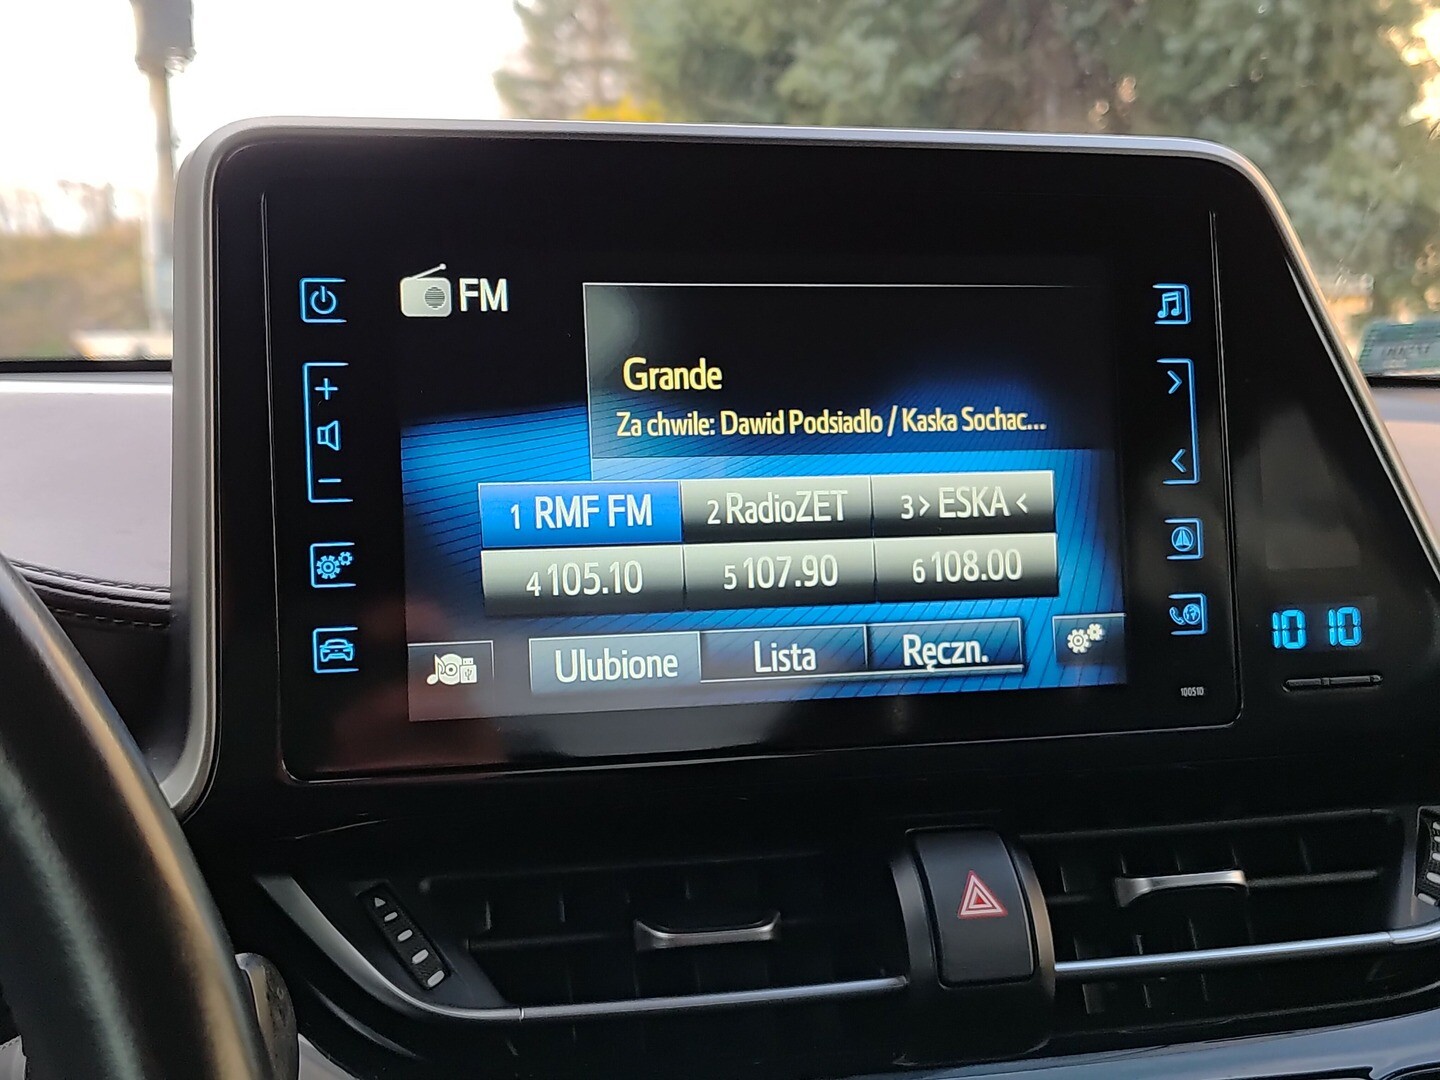 FM
Grande
Za chwile: Dawid Podsiadlo / Kaska Sochac...
1 RMF FM
2 RadioZET
3 > ESKA <
4 105.10
5 107.90
6 108.00
Ulubione
Lista
Ręczn.
100510
10 10